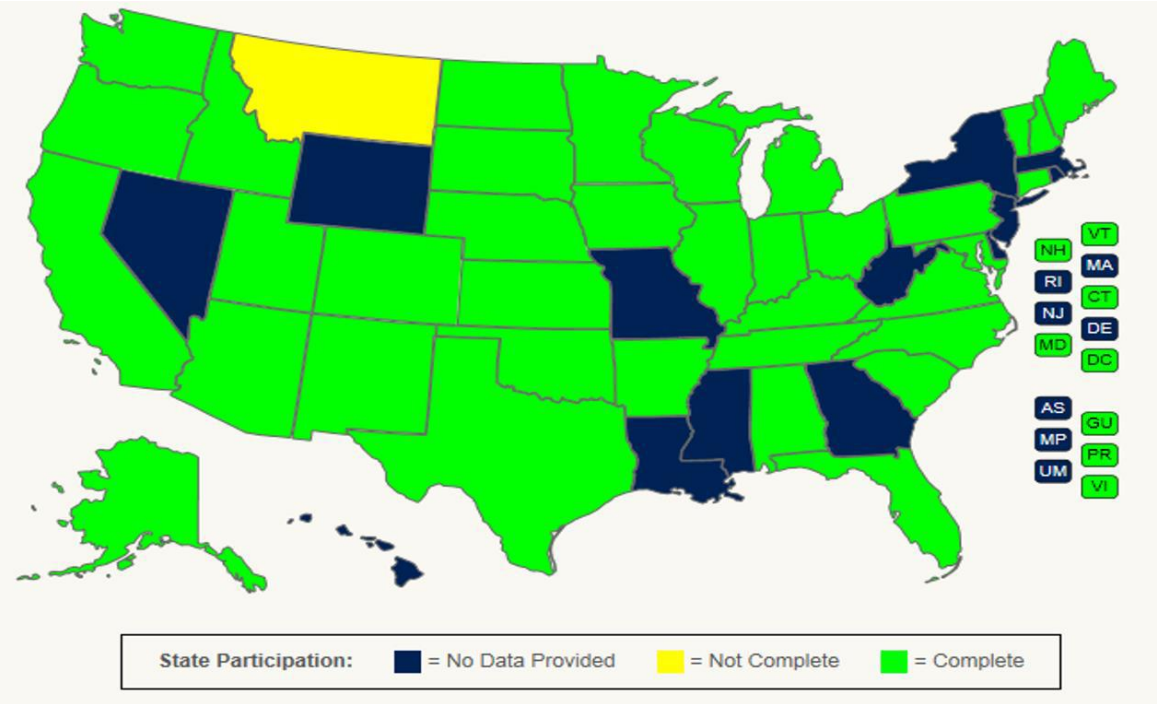 VT
NH
MA
RI
CT
NJ
DE
MD
DC
AS
GU
MP
PR
UM
VI
State Participation: = No Data Provided = Not Complete = Complete